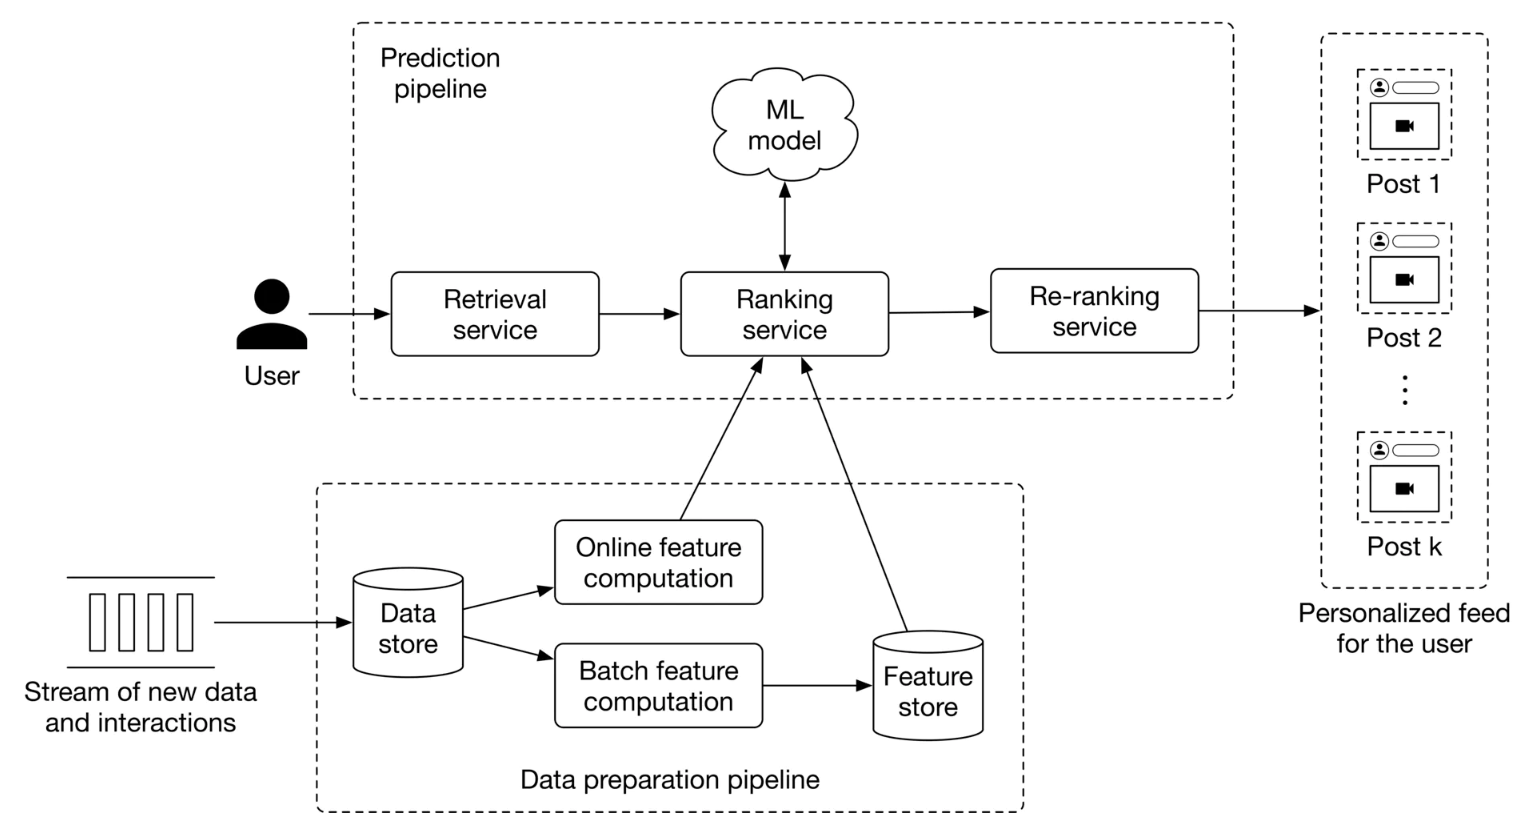 Prediction
pipeline
ML
model
Retrieval
service
Ranking
service
Re-ranking
service
User
Post 1
Post 2
Post k
Personalized feed
for the user
Online feature
computation
Data
store
Batch feature
computation
Feature
store
Stream of new data
and interactions
Data preparation pipeline